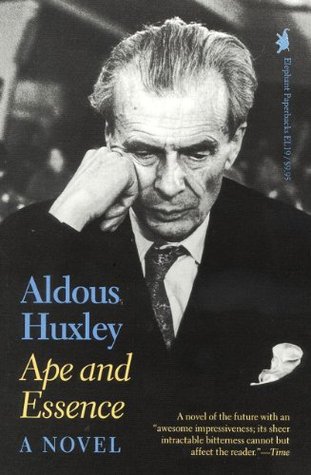 Elephant Paperbacks EL19 / $9.95
Aldous
Huxley
Ape and
Essence
A NOVEL
A novel of the future with an
"awesome impressiveness; its sheer
intractable bitterness cannot but
affect the reader."—Time